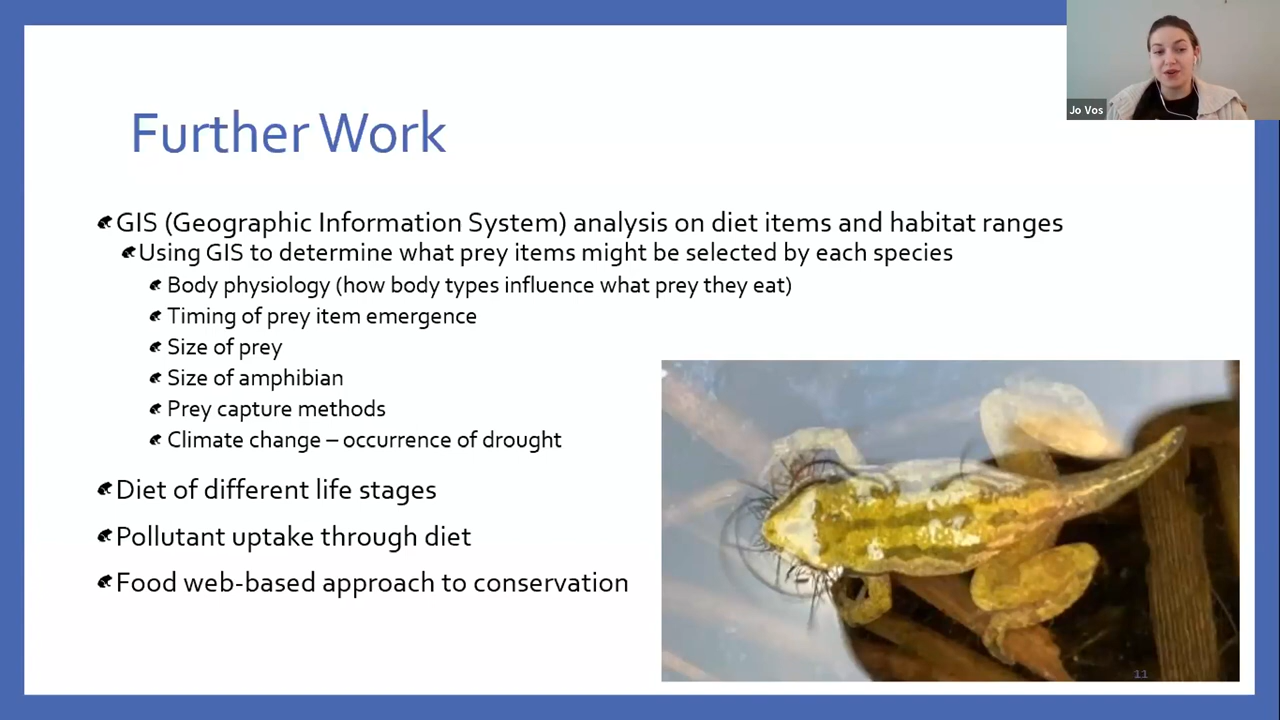 Jo Vos
Further Work
GIS (Geographic Information System) analysis on diet items and habitat ranges
Using GIS to determine what prey items might be selected by each species
Body physiology (how body types influence what prey they eat)
Timing of prey item emergence
Size of prey
Size of amphibian
Prey capture methods
Climate change – occurrence of drought
Diet of different life stages
Pollutant uptake through diet
Food web-based approach to conservation
11